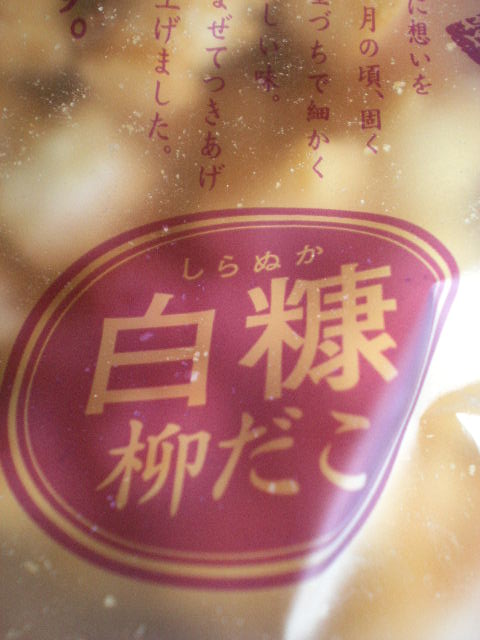 に想いを
月の頃、固く
づちで細かく
しい味。
まぜてつきあげ
上げました。
。
しらぬか
白糠
柳だこ